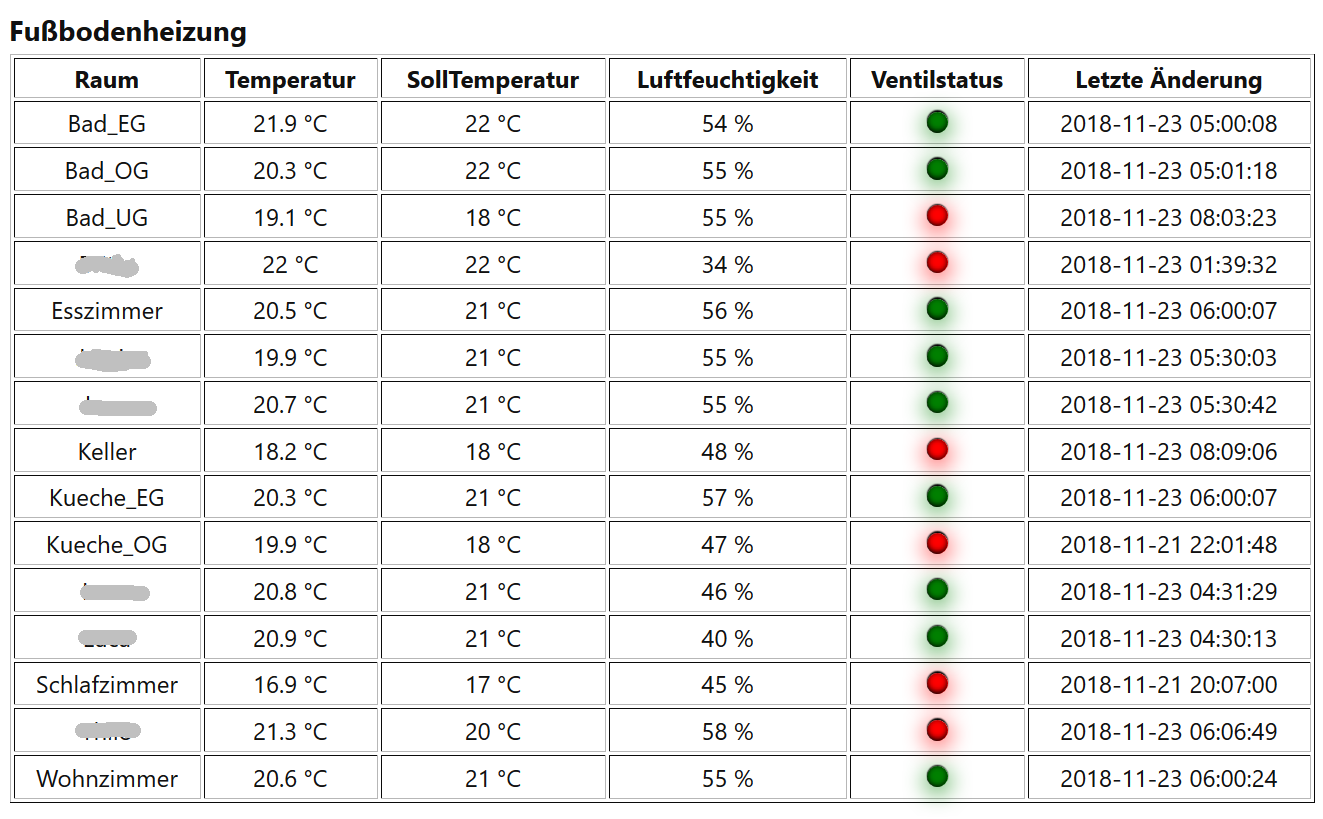 Fußbodenheizung
Raum Temperatur SollTemperatur Luftfeuchtigkeit Ventilstatus Letzte Änderung
Bad_EG 21.9 °C 22 °C 54 % 2018-11-23 05:00:08
Bad_OG 20.3 °C 22 °C 55 % 2018-11-23 05:01:18
Bad_UG 19.1 °C 18 °C 55 % 2018-11-23 08:03:23
22 °C 22 °C 34 % 2018-11-23 01:39:32
Esszimmer 20.5 °C 21 °C 56 % 2018-11-23 06:00:07
19.9 °C 21 °C 55 % 2018-11-23 05:30:03
20.7 °C 21 °C 55 % 2018-11-23 05:30:42
Keller 18.2 °C 18 °C 48 % 2018-11-23 08:09:06
Kueche_EG 20.3 °C 21 °C 57 % 2018-11-23 06:00:07
Kueche_OG 19.9 °C 18 °C 47 % 2018-11-21 22:01:48
20.8 °C 21 °C 46 % 2018-11-23 04:31:29
20.9 °C 21 °C 40 % 2018-11-23 04:30:13
Schlafzimmer 16.9 °C 17 °C 45 % 2018-11-21 20:07:00
21.3 °C 20 °C 58 % 2018-11-23 06:06:49
Wohnzimmer 20.6 °C 21 °C 55 % 2018-11-23 06:00:24